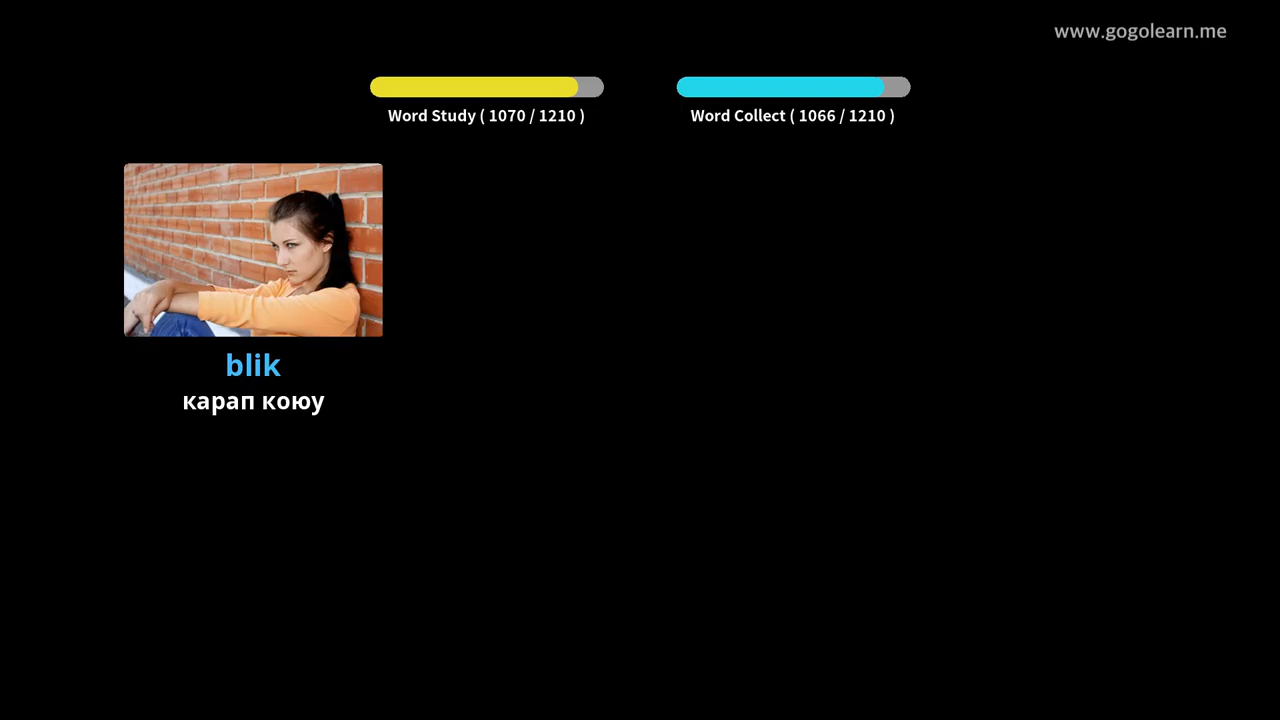 www.gogolearn.me
Word Study ( 1070 / 1210 )
Word Collect ( 1066 / 1210 )
blik
карап коюу